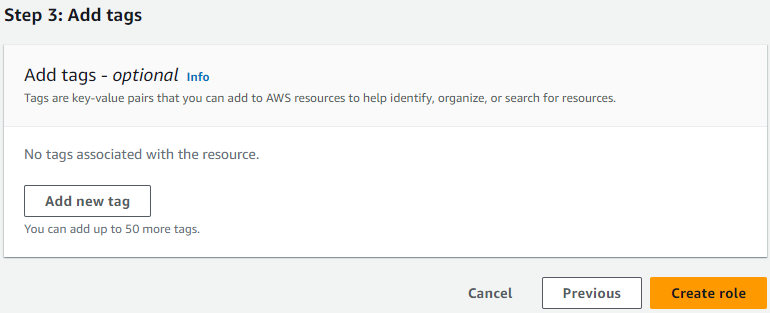 Step 3: Add tags
Add tags - optional Info
Tags are key-value pairs that you can add to AWS resources to help identify, organize, or search for resources.
No tags associated with the resource.
Add new tag
You can add up to 50 more tags.
Cancel Previous Create role